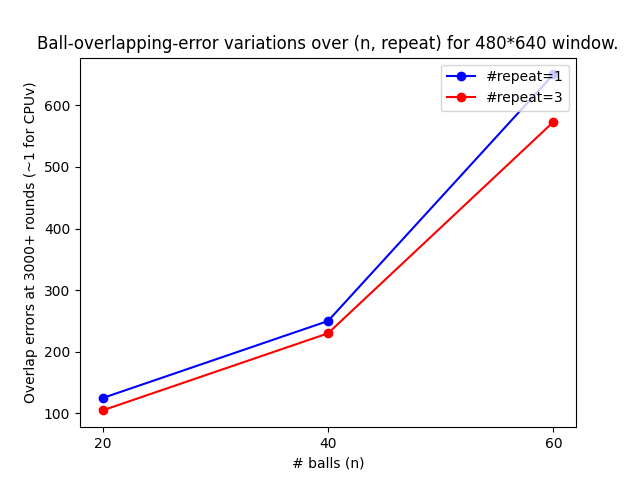 Ball-overlapping-error variations over (n, repeat) for 480*640 window.
#repeat=1
#repeat=3
Overlap errors at 3000+ rounds (~1 for CPUv)
600
500
400
300
200
100
20
40
60
# balls (n)